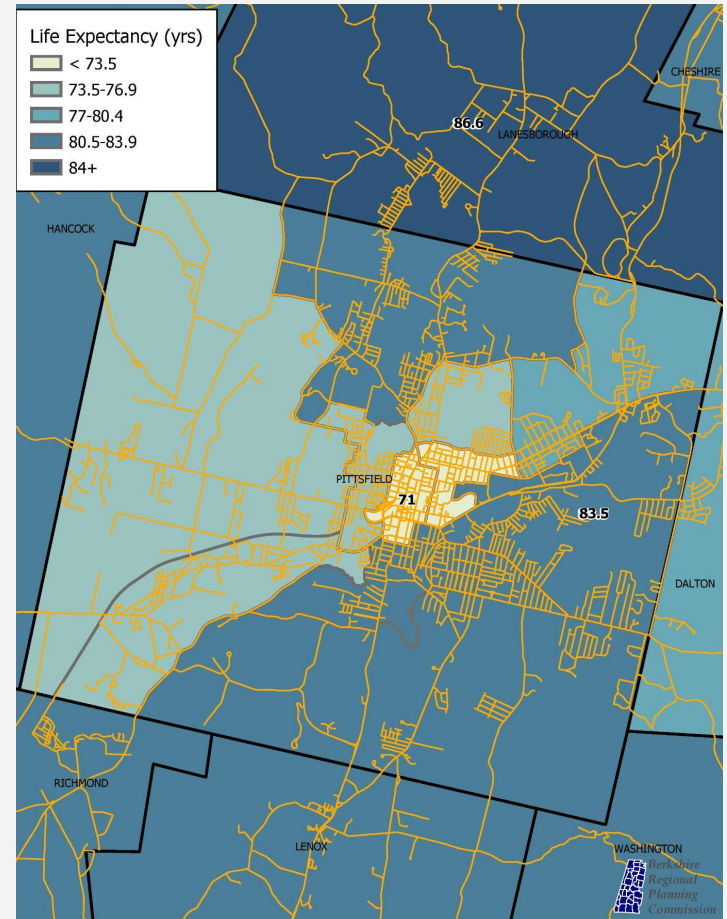 Life Expectancy (yrs)
< 73.5
73.5-76.9
77-80.4
80.5-83.9
84+
CHESHIRE
86.6
LANESBOROUGH
HANCOCK
PITTSFIELD
71
83.5
DALTON
RICHMOND
LENOX
WASHINGTON
Berkshire
Regional
Planning
Commission